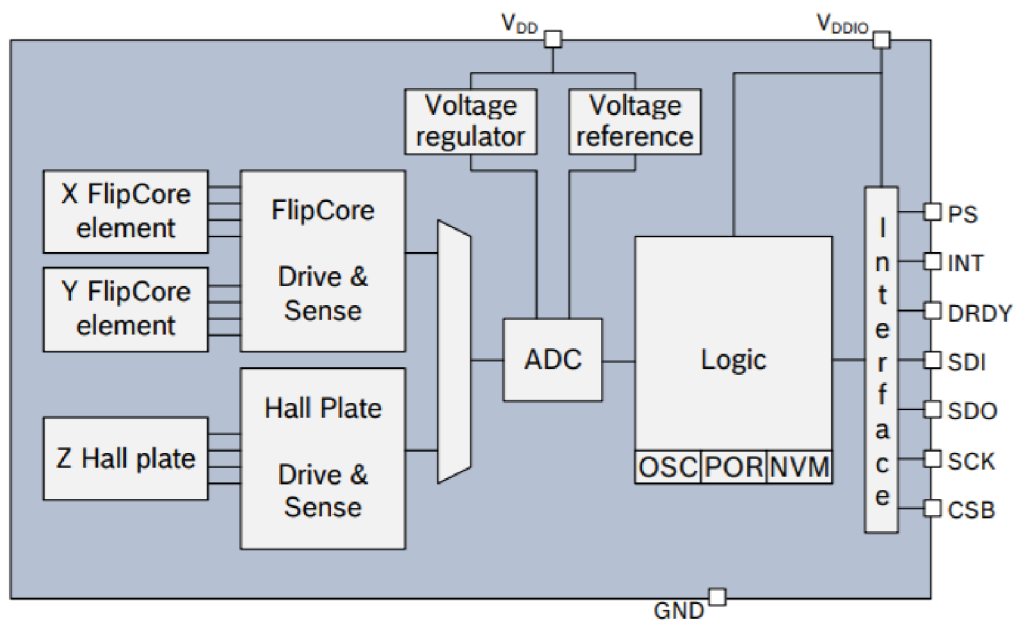 VDD
VDDIO
Voltage
regulator
Voltage
reference
X FlipCore
element
FlipCore
Drive &
Sense
Y FlipCore
element
Hall Plate
Drive &
Sense
Z Hall plate
ADC
Logic
OSC POR NVM
Interface
PS
INT
DRDY
SDI
SDO
SCK
CSB
GND